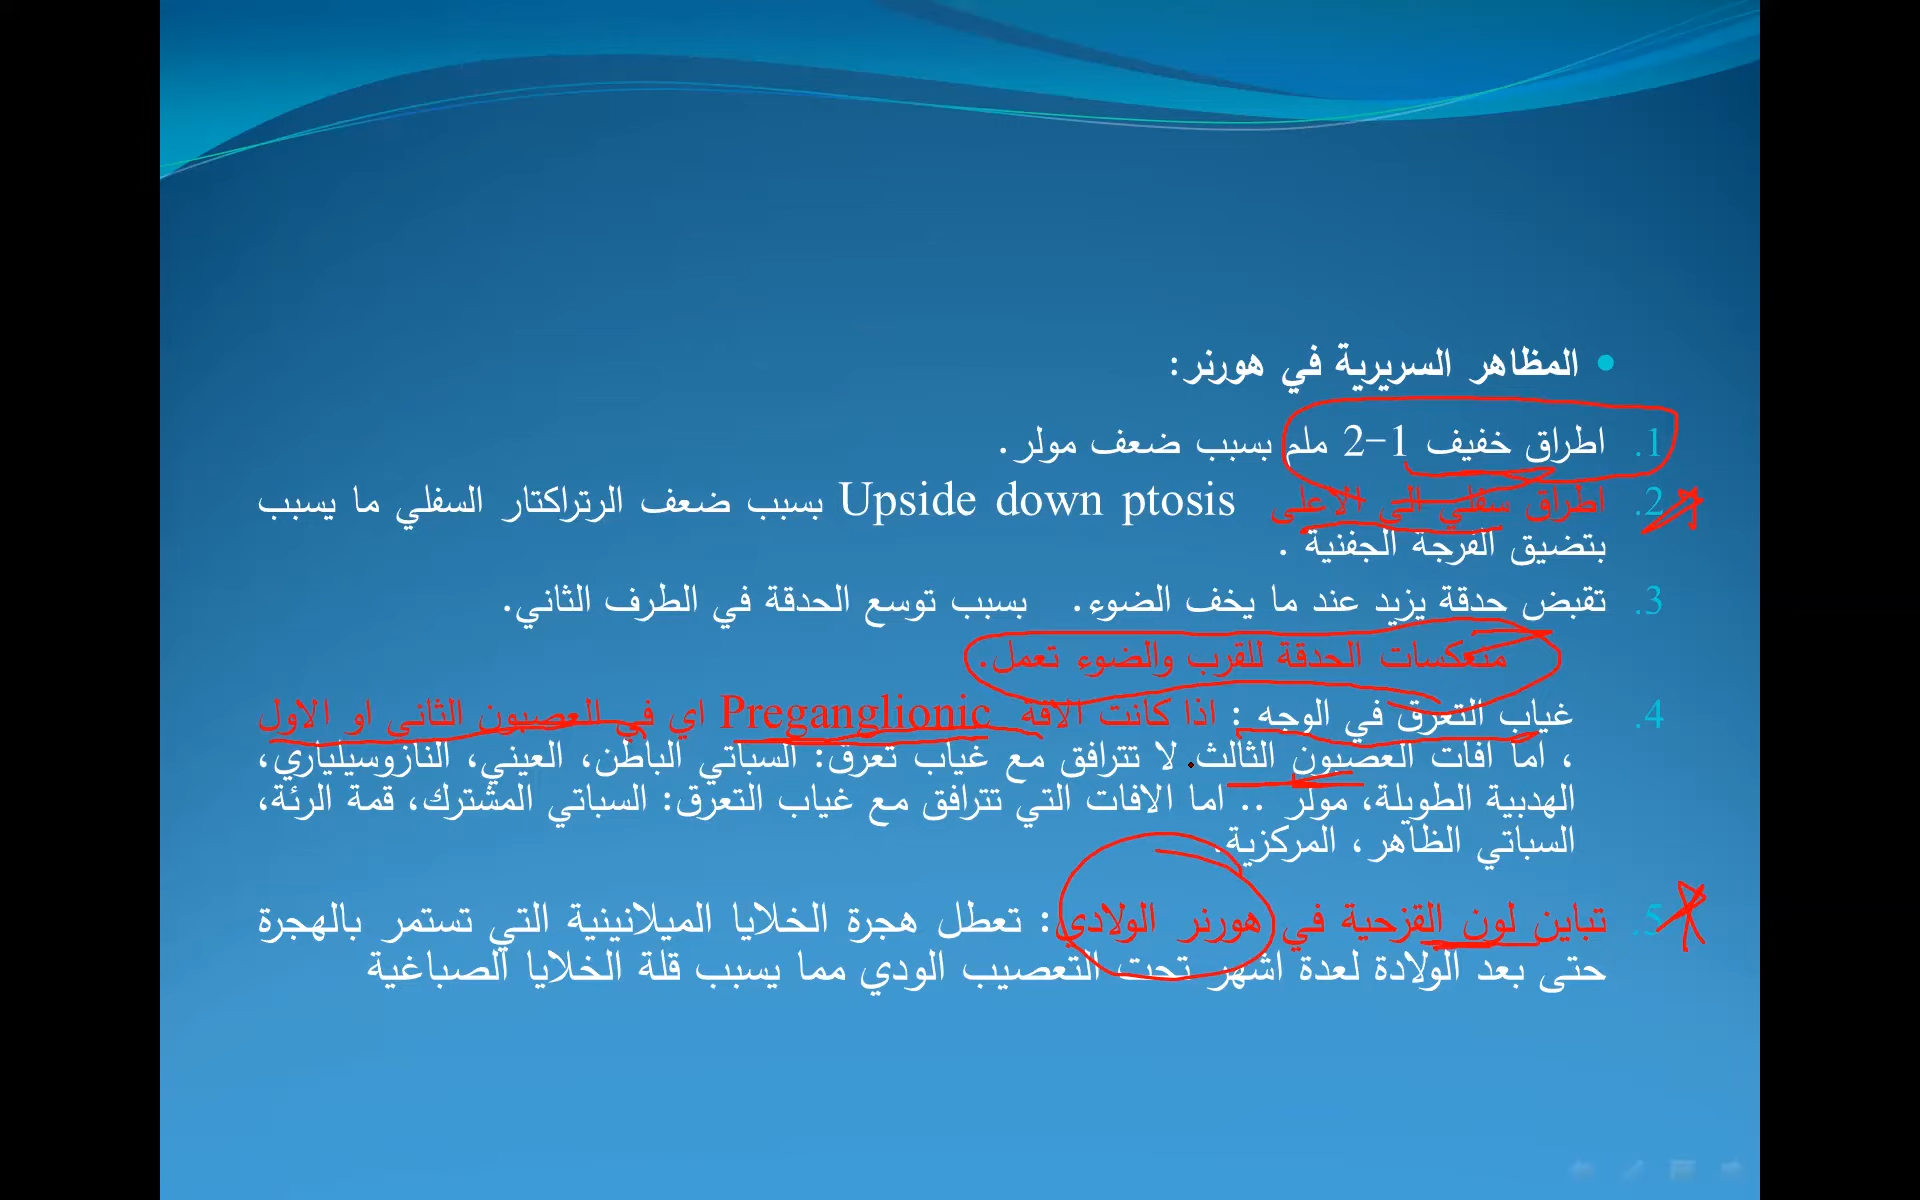 المظاهر السريرية في هورنر:
1. اطراق خفيف 1-2 ملم بسبب ضعف مولر.
2. اطراق سفلي الى الاعلى Upside down ptosis بسبب ضعف الرتراكتار السفلي ما يسبب
بتضيق الفرجة الجفنية .
3. تقبض حدقة يزيد عند ما يخف الضوء. بسبب توسع الحدقة في الطرف الثاني.
منعكسات الحدقة للقرب والضوء تعمل.
4. غياب التعرق في الوجه : اذا كانت الافة Preganglionic اي في العصبون الثاني او الاول
، اما افات العصبون الثالث لا تترافق مع غياب تعرق: السباتي الباطن، العيني، النازوسيلياري،
الهدبية الطويلة، مولر .. اما الافات التي تترافق مع غياب التعرق: السباتي المشترك، قمة الرئة،
السباتي الظاهر، المركزية.
5. تباين لون القزحية في هورنر الولادي: تعطل هجرة الخلايا الميلانينية التي تستمر بالهجرة
حتى بعد الولادة لعدة اشهر تحت التعصيب الودي مما يسبب قلة الخلايا الصباغية